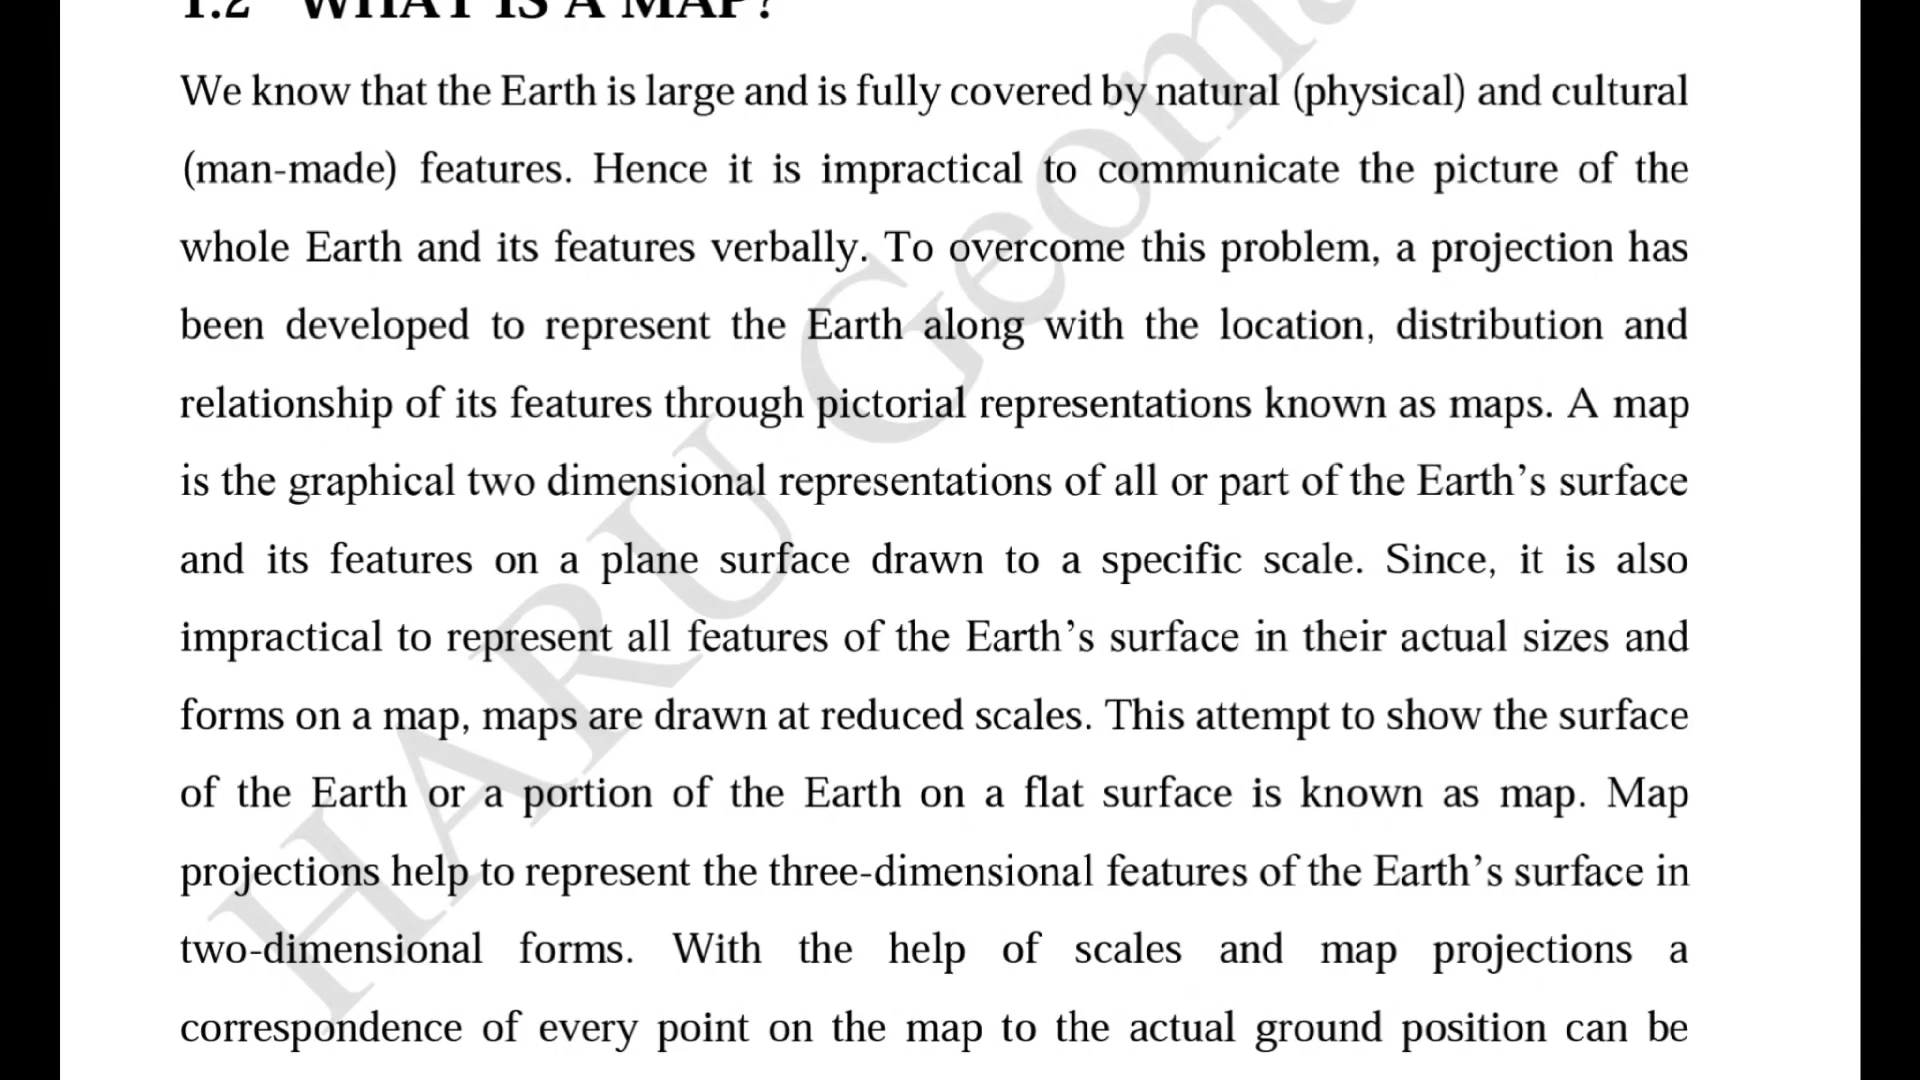 1.2 WHAT IS A MAP?
We know that the Earth is large and is fully covered by natural (physical) and cultural
(man-made) features. Hence it is impractical to communicate the picture of the
whole Earth and its features verbally. To overcome this problem, a projection has
been developed to represent the Earth along with the location, distribution and
relationship of its features through pictorial representations known as maps. A map
is the graphical two dimensional representations of all or part of the Earth’s surface
and its features on a plane surface drawn to a specific scale. Since, it is also
impractical to represent all features of the Earth’s surface in their actual sizes and
forms on a map, maps are drawn at reduced scales. This attempt to show the surface
of the Earth or a portion of the Earth on a flat surface is known as map. Map
projections help to represent the three-dimensional features of the Earth’s surface in
two-dimensional forms. With the help of scales and map projections a
correspondence of every point on the map to the actual ground position can be
HARU